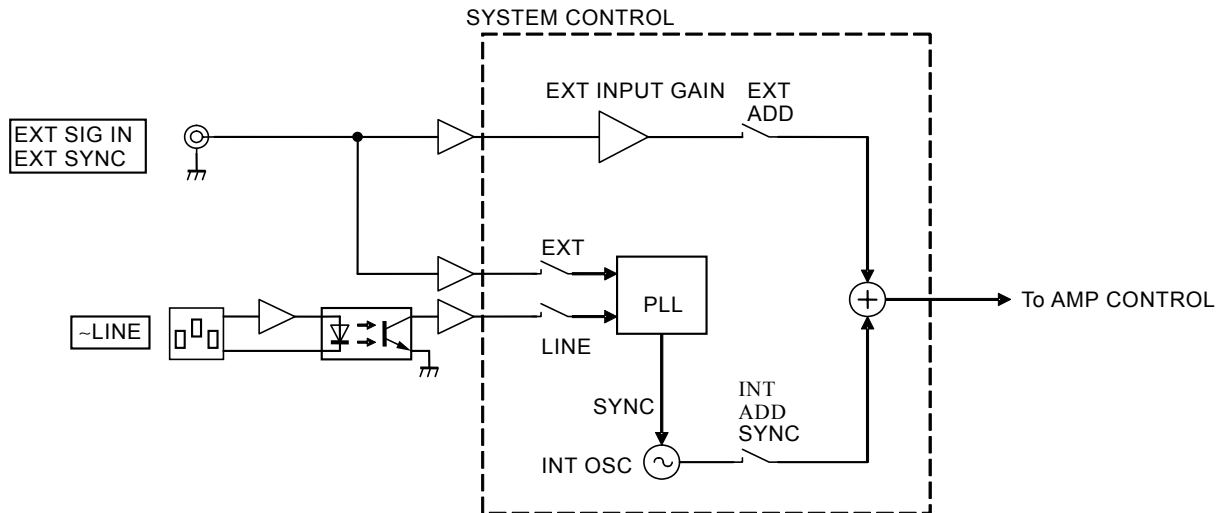 SYSTEM CONTROL
EXT INPUT GAIN
EXT
ADD
EXT SIG IN
EXT SYNC
EXT
PLL
To AMP CONTROL
~LINE
LINE
SYNC
INT
ADD
SYNC
INT OSC